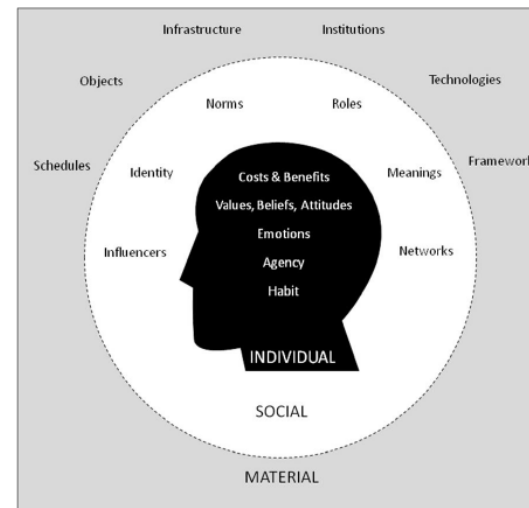 Infrastructure
Institutions
Objects
Technologies
Norms
Roles
Schedules
Framework
Identity
Meanings
Costs & Benefits
Values, Beliefs, Attitudes
Emotions
Influencers
Networks
Agency
Habit
INDIVIDUAL
SOCIAL
MATERIAL